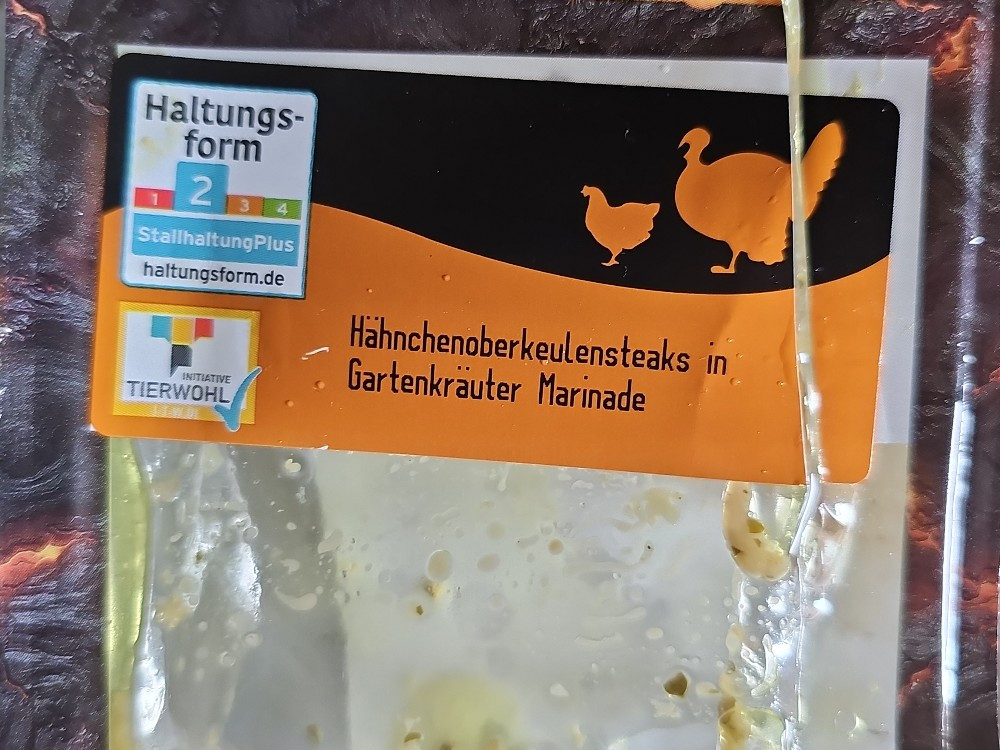 Haltungs-
form
1 2 3 4
StallhaltungPlus
haltungsform.de
INITIATIVE
TIERWOHL
Hähnchenoberkeulensteaks in
Gartenkräuter Marinade